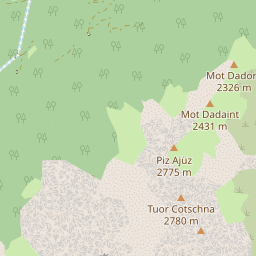 Mot Dador
2326 m
Mot Dadaint
2431 m
Piz Ajüz
2775 m
Tuor Cotschna
2780 m